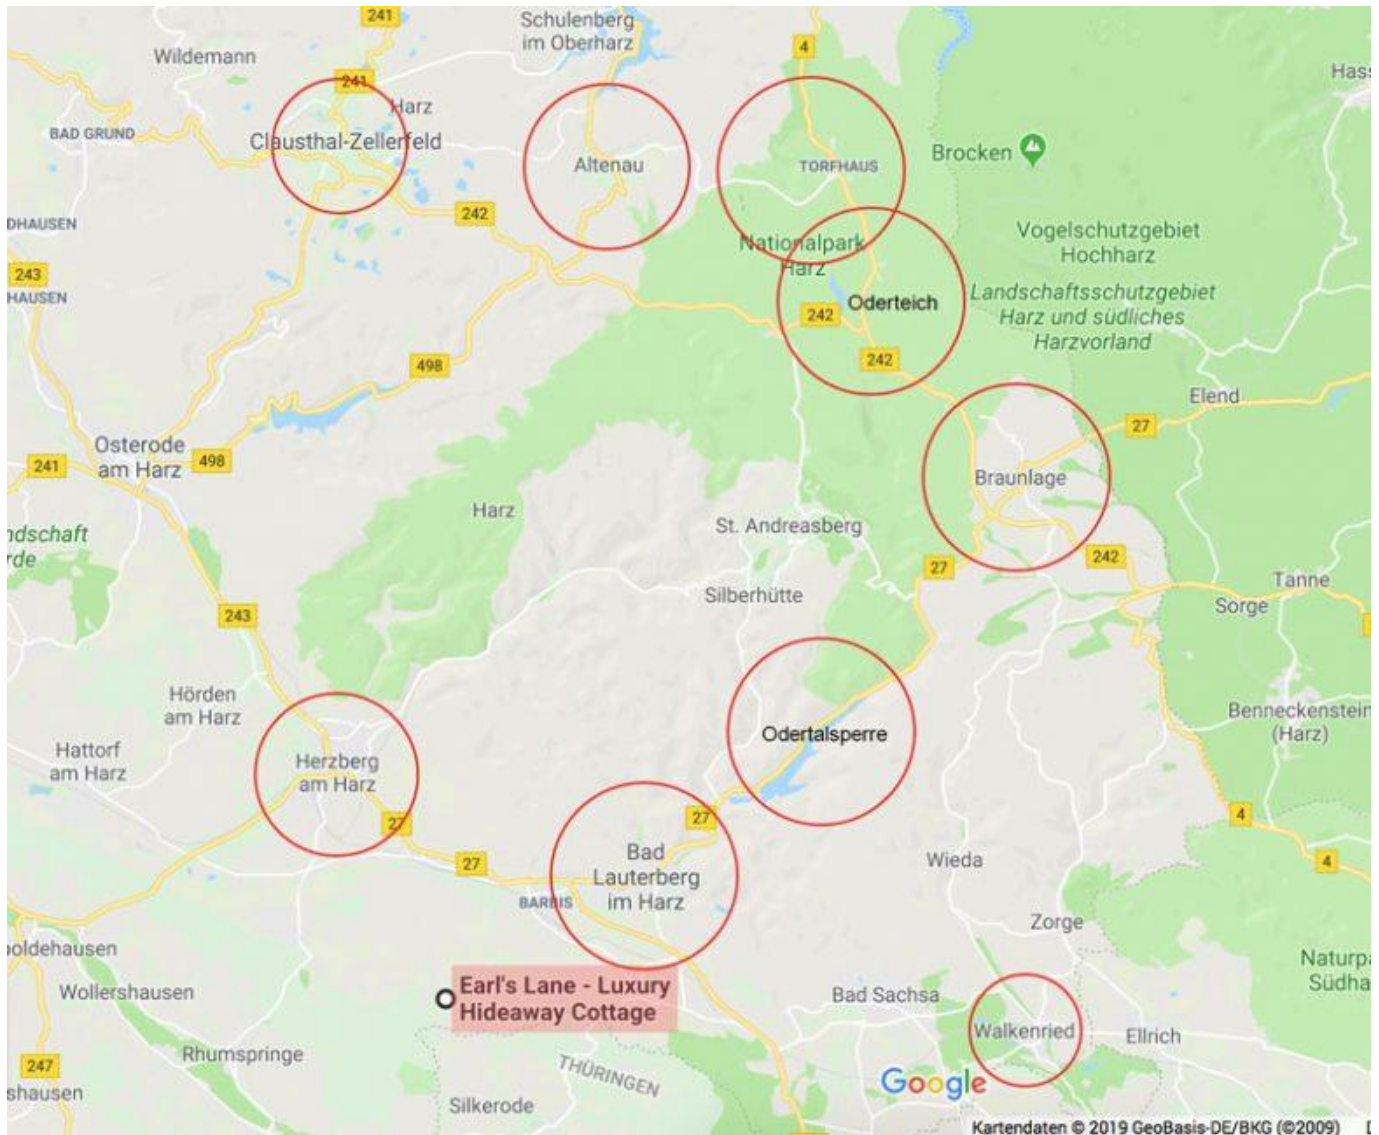 241
Schulenberg
im Oberharz
4
Wildemann
Hass
241
Harz
BAD GRUND
Clausthal-Zellerfeld
Altenau
TORFHAUS
Brocken
242
DHAUSEN
Nationalpark
Harz
Vogelschutzgebiet
Hochharz
243
HAUSEN
Oderteich
242
Landschaftsschutzgebiet
Harz und südliches
Harzvorland
242
498
Elend
27
Osterode
am Harz
241
498
Braunlage
Harz
St. Andreasberg
ndschaft
rde
27
242
Tanne
Silberhütte
Sorge
243
Hörden
am Harz
Benneckenstein
(Harz)
Odertalsperre
Hattorf
am Harz
Herzberg
am Harz
27
27
4
27
Bad
Lauterberg
im Harz
Wieda
4
BARBIS
Zorge
poldehausen
Naturpa
Südha
Wollershausen
Earl's Lane - Luxury
Hideaway Cottage
Bad Sachsa
Walkenried
Ellrich
Rhumspringe
247
THÜRINGEN
Google
shausen
Silkerode
Kartendaten © 2019 GeoBasis-DE/BKG (©2009)